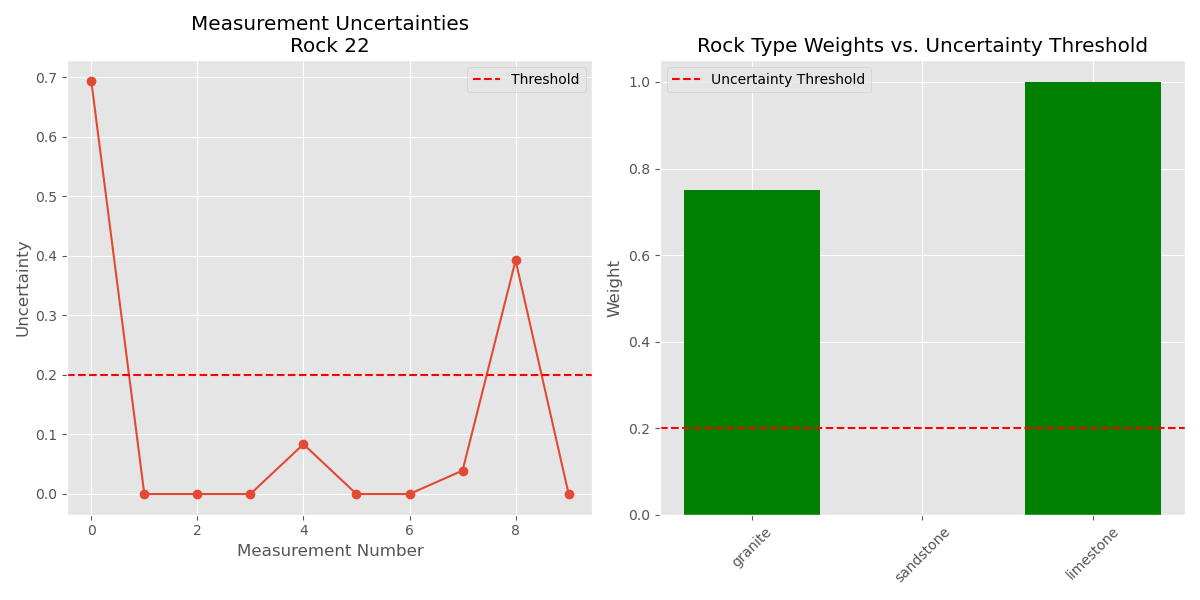 Measurement Uncertainties
Rock 22
Threshold
Uncertainty
0.7
0.6
0.5
0.4
0.3
0.2
0.1
0.0
0 2 4 6 8
Measurement Number
Rock Type Weights vs. Uncertainty Threshold
Uncertainty Threshold
Weight
1.0
0.8
0.6
0.4
0.2
0.0
granite
sandstone
limestone